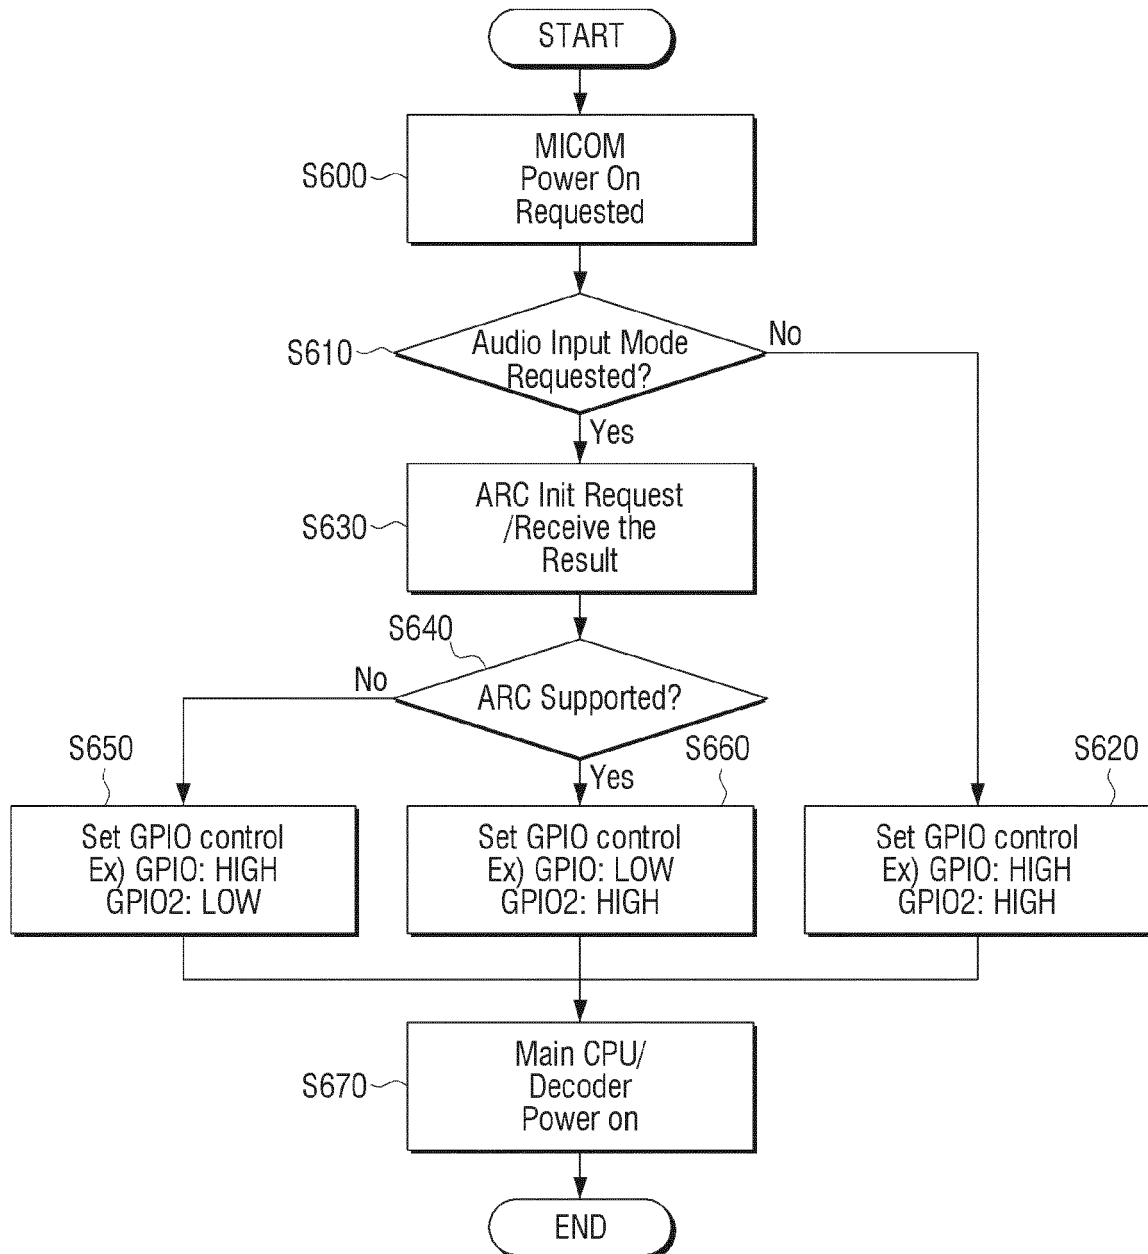 START
S600
MICOM
Power On
Requested
S610
Audio Input Mode
Requested?
No
Yes
S630
ARC Init Request
/Receive the
Result
S640
ARC Supported?
No
Yes
S650
Set GPIO control
Ex) GPIO: HIGH
GPIO2: LOW
S660
Set GPIO control
Ex) GPIO: LOW
GPIO2: HIGH
S620
Set GPIO control
Ex) GPIO: HIGH
GPIO2: HIGH
S670
Main CPU/
Decoder
Power on
END